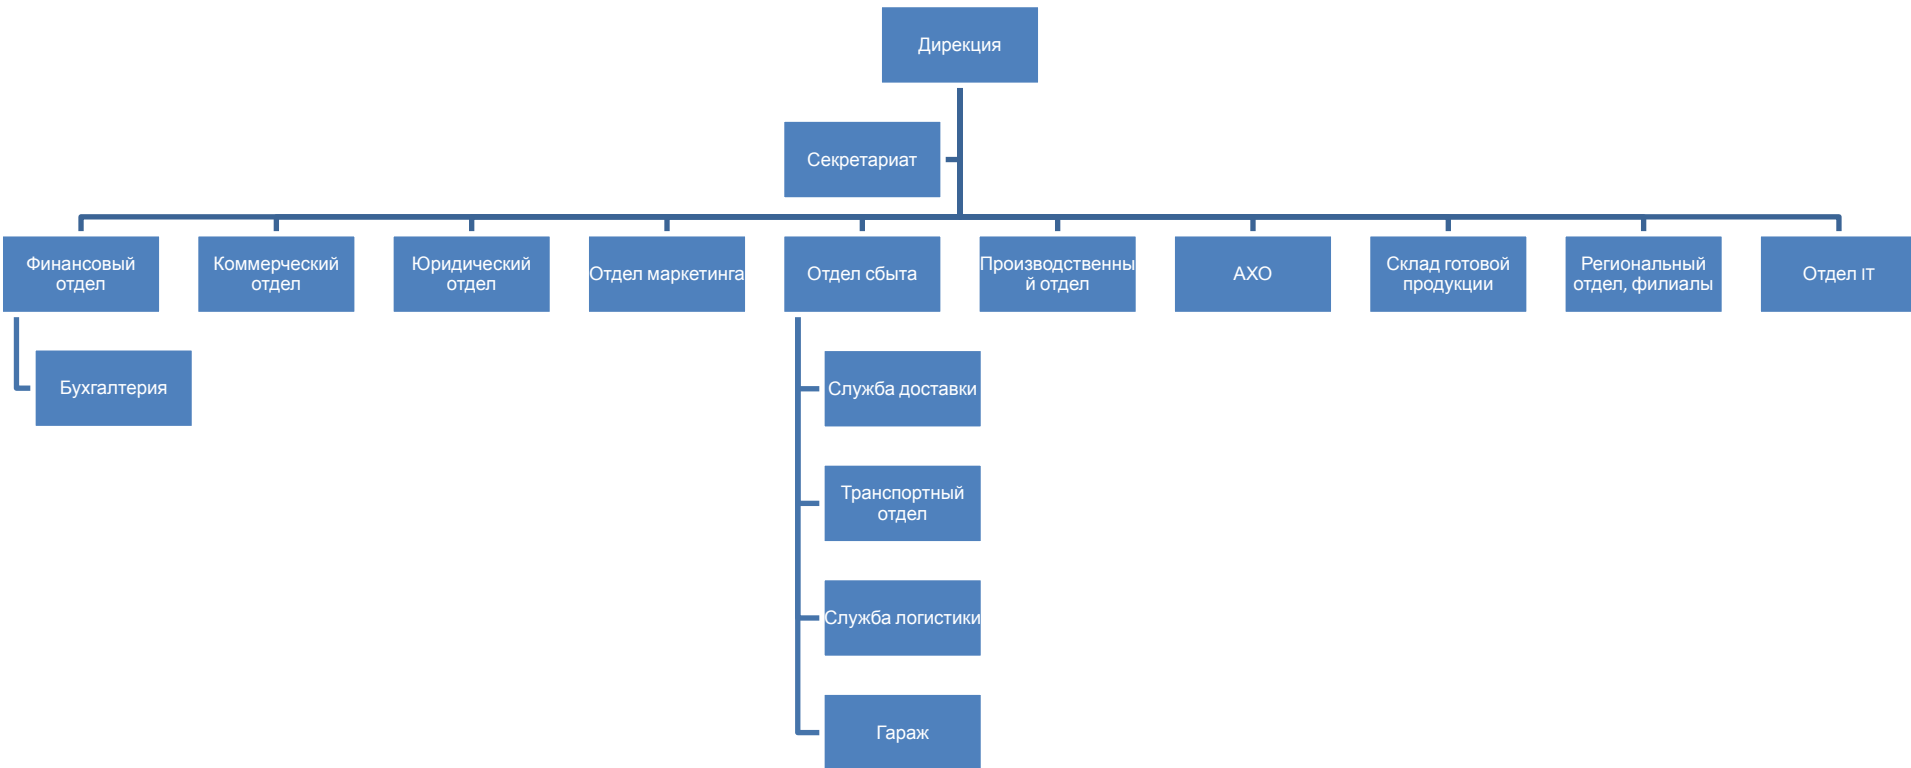 Дирекция
Секретариат
Финансовый
отдел
Коммерческий
отдел
Юридический
отдел
Отдел маркетинга
Отдел сбыта
Производственны
й отдел
АХО
Склад готовой
продукции
Региональный
отдел, филиалы
Отдел IT
Бухгалтерия
Служба доставки
Транспортный
отдел
Служба логистики
Гараж